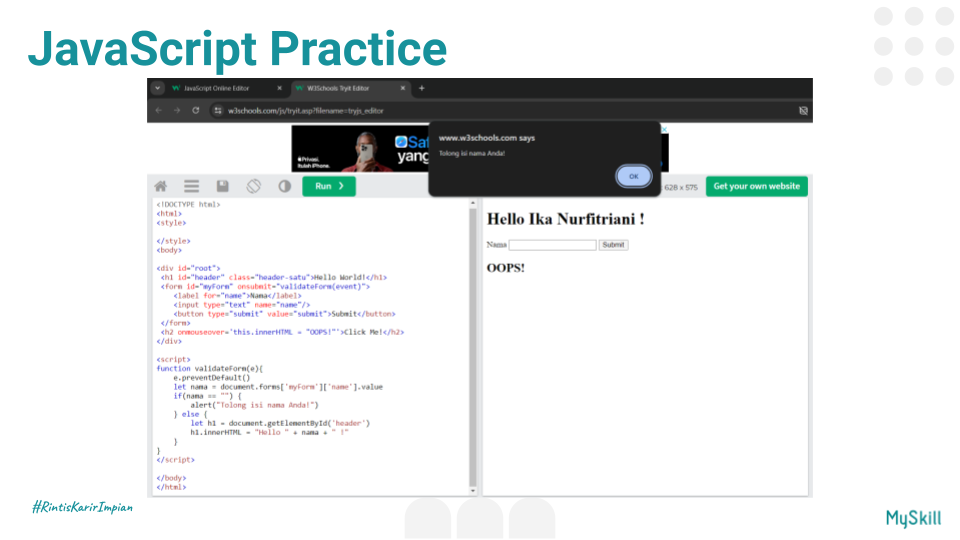 JavaScript Practice
JavaScript Online Editor
W3Schools Tryit Editor
w3schools.com/js/tryit.asp?filename=tryjs_editor
Privasi.
Itulah iPhone.
Saf
yang
www.w3schools.com says
Tolong isi nama Anda!
OK
Run ❯
628 x 575
Get your own website
<!DOCTYPE html>
<html>
<style>
</style>
<body>
<div id="root">
<h1 id="header" class="header-satu">Hello World!</h1>
<form id="myForm" onsubmit="validateForm(event)">
<label for="name">Nama</label>
<input type="text" name="name"/>
<button type="submit" value="submit">Submit</button>
</form>
<h2 onmouseover='this.innerHTML = "OOPS!"'>Click Me!</h2>
</div>
<script>
function validateForm(e){
e.preventDefault()
let nama = document.forms['myForm']['name'].value
if(nama == "") {
alert("Tolong isi nama Anda!")
} else {
let h1 = document.getElementById('header')
h1.innerHTML = "Hello " + nama + " !"
}
}
</script>
</body>
</html>
Hello Ika Nurfitriani !
Nama
Submit
OOPS!
#RintisKarirImpian
MySkill